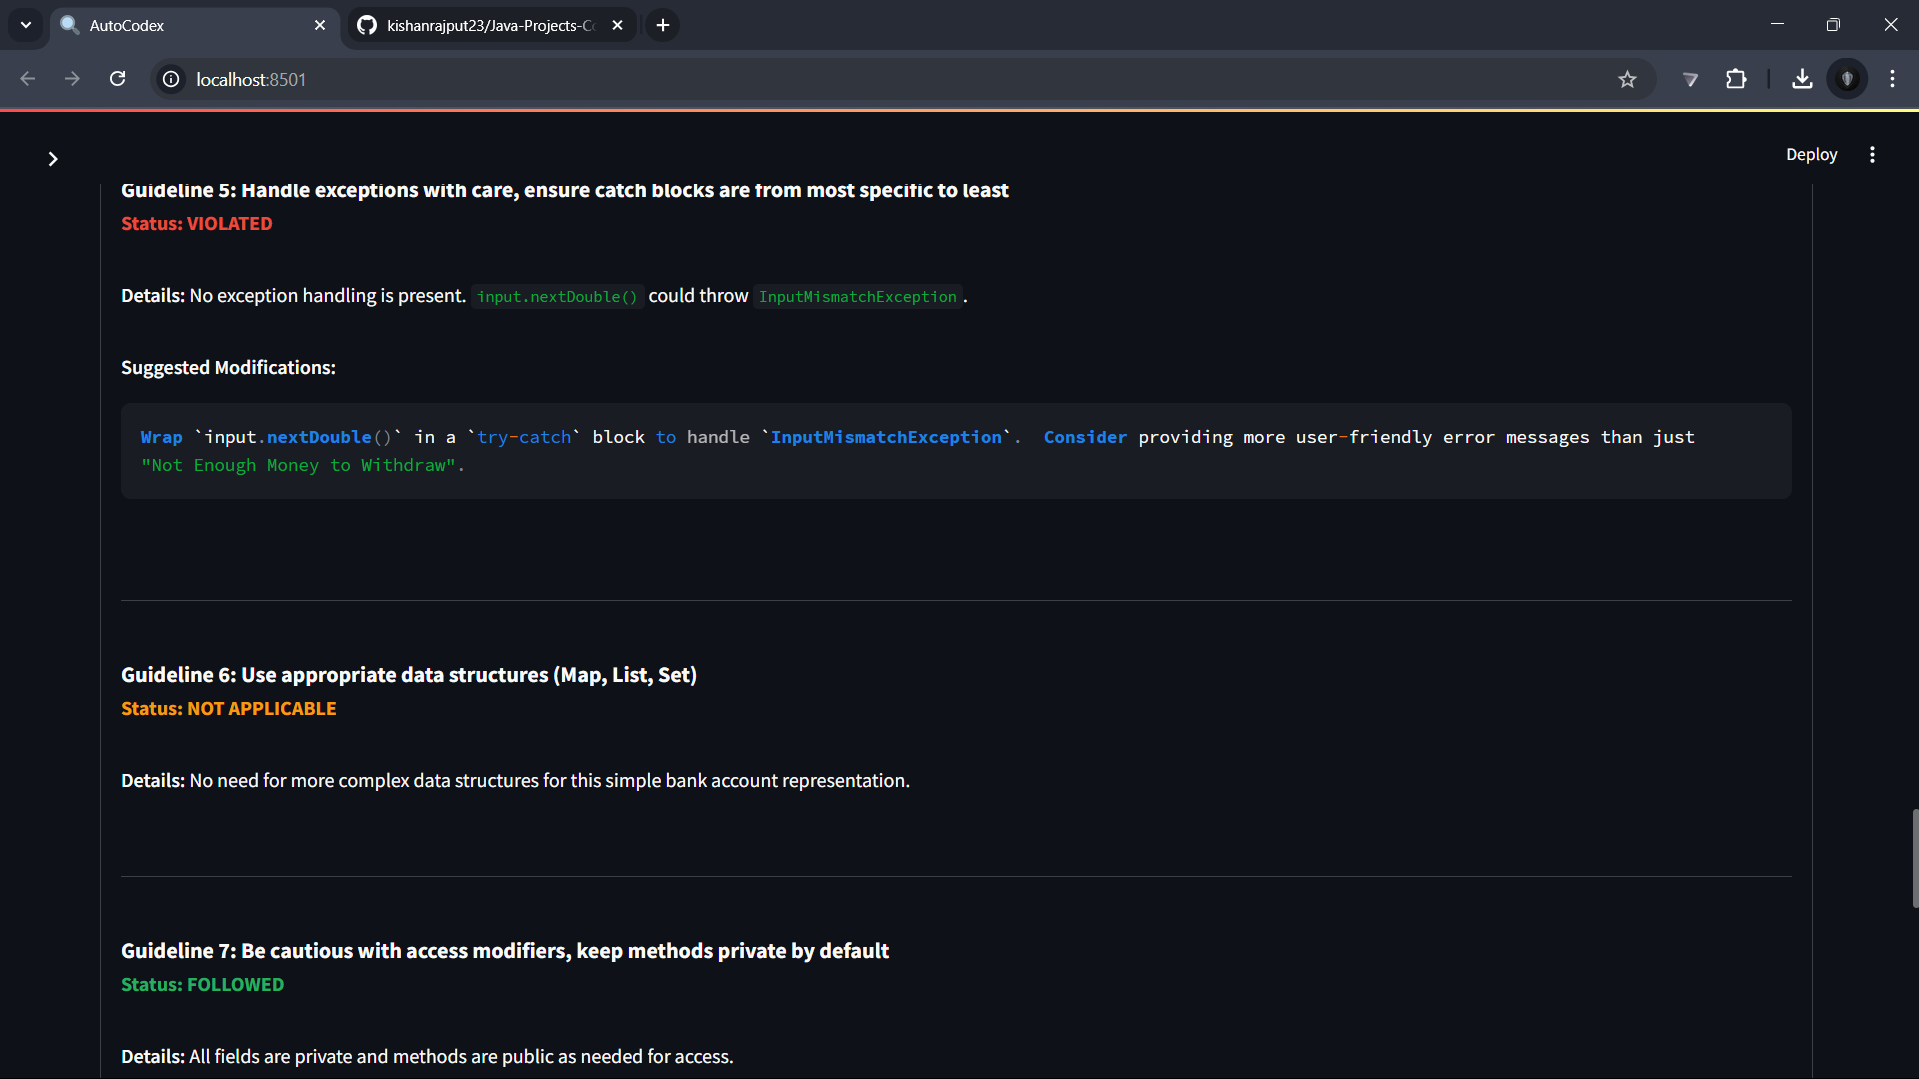 AutoCodex
kishanrajput23/Java-Projects-Co
localhost:8501
Deploy
Guideline 5: Handle exceptions with care, ensure catch blocks are from most specific to least
Status: VIOLATED
Details: No exception handling is present. input.nextDouble() could throw InputMismatchException .
Suggested Modifications:
Wrap `input.nextDouble()` in a `try-catch` block to handle `InputMismatchException`.  Consider providing more user-friendly error messages than just
"Not Enough Money to Withdraw".
Guideline 6: Use appropriate data structures (Map, List, Set)
Status: NOT APPLICABLE
Details: No need for more complex data structures for this simple bank account representation.
Guideline 7: Be cautious with access modifiers, keep methods private by default
Status: FOLLOWED
Details: All fields are private and methods are public as needed for access.